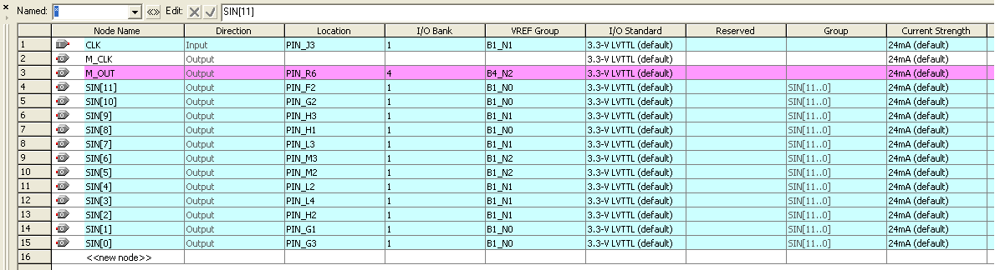 Named: * <<>> Edit: SIN[11]
Node Name Direction Location I/O Bank VREF Group I/O Standard Reserved Group Current Strength
1 CLK Input PIN_J3 1 B1_N1 3.3-V LVTTL (default) 24mA (default)
2 M_CLK Output 3.3-V LVTTL (default) 24mA (default)
3 M_OUT Output PIN_R6 4 B4_N2 3.3-V LVTTL (default) 24mA (default)
4 SIN[11] Output PIN_F2 1 B1_N0 3.3-V LVTTL (default) SIN[11..0] 24mA (default)
5 SIN[10] Output PIN_G2 1 B1_N0 3.3-V LVTTL (default) SIN[11..0] 24mA (default)
6 SIN[9] Output PIN_H3 1 B1_N1 3.3-V LVTTL (default) SIN[11..0] 24mA (default)
7 SIN[8] Output PIN_H1 1 B1_N0 3.3-V LVTTL (default) SIN[11..0] 24mA (default)
8 SIN[7] Output PIN_L3 1 B1_N1 3.3-V LVTTL (default) SIN[11..0] 24mA (default)
9 SIN[6] Output PIN_M3 1 B1_N2 3.3-V LVTTL (default) SIN[11..0] 24mA (default)
10 SIN[5] Output PIN_M2 1 B1_N2 3.3-V LVTTL (default) SIN[11..0] 24mA (default)
11 SIN[4] Output PIN_L2 1 B1_N1 3.3-V LVTTL (default) SIN[11..0] 24mA (default)
12 SIN[3] Output PIN_L4 1 B1_N1 3.3-V LVTTL (default) SIN[11..0] 24mA (default)
13 SIN[2] Output PIN_H2 1 B1_N1 3.3-V LVTTL (default) SIN[11..0] 24mA (default)
14 SIN[1] Output PIN_G1 1 B1_N0 3.3-V LVTTL (default) SIN[11..0] 24mA (default)
15 SIN[0] Output PIN_G3 1 B1_N0 3.3-V LVTTL (default) SIN[11..0] 24mA (default)
16 <<new node>>